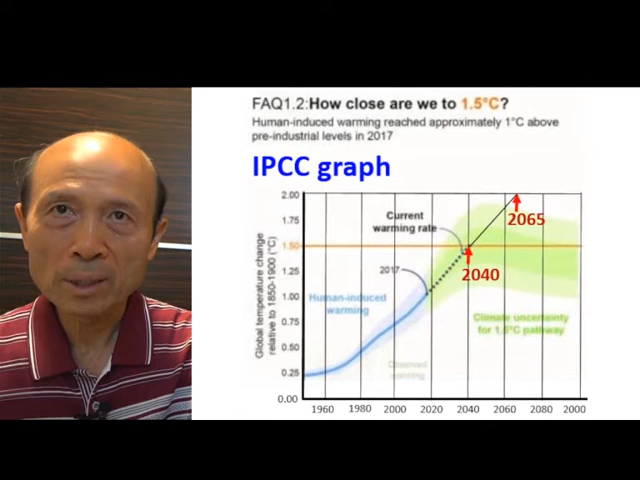 FAQ1.2:How close are we to 1.5°C?
Human-induced warming reached approximately 1°C above
pre-industrial levels in 2017
IPCC graph
Global temperature change
relative to 1850-1900 (°C)
2.00
1.75
1.50
1.25
1.00
0.75
0.50
0.25
0.00
Current
warming rate
2065
2040
2017
Human-induced
warming
Climate uncertainty
for 1.5°C pathway
Observed
warming
1960 1980 2000 2020 2040 2060 2080 2000